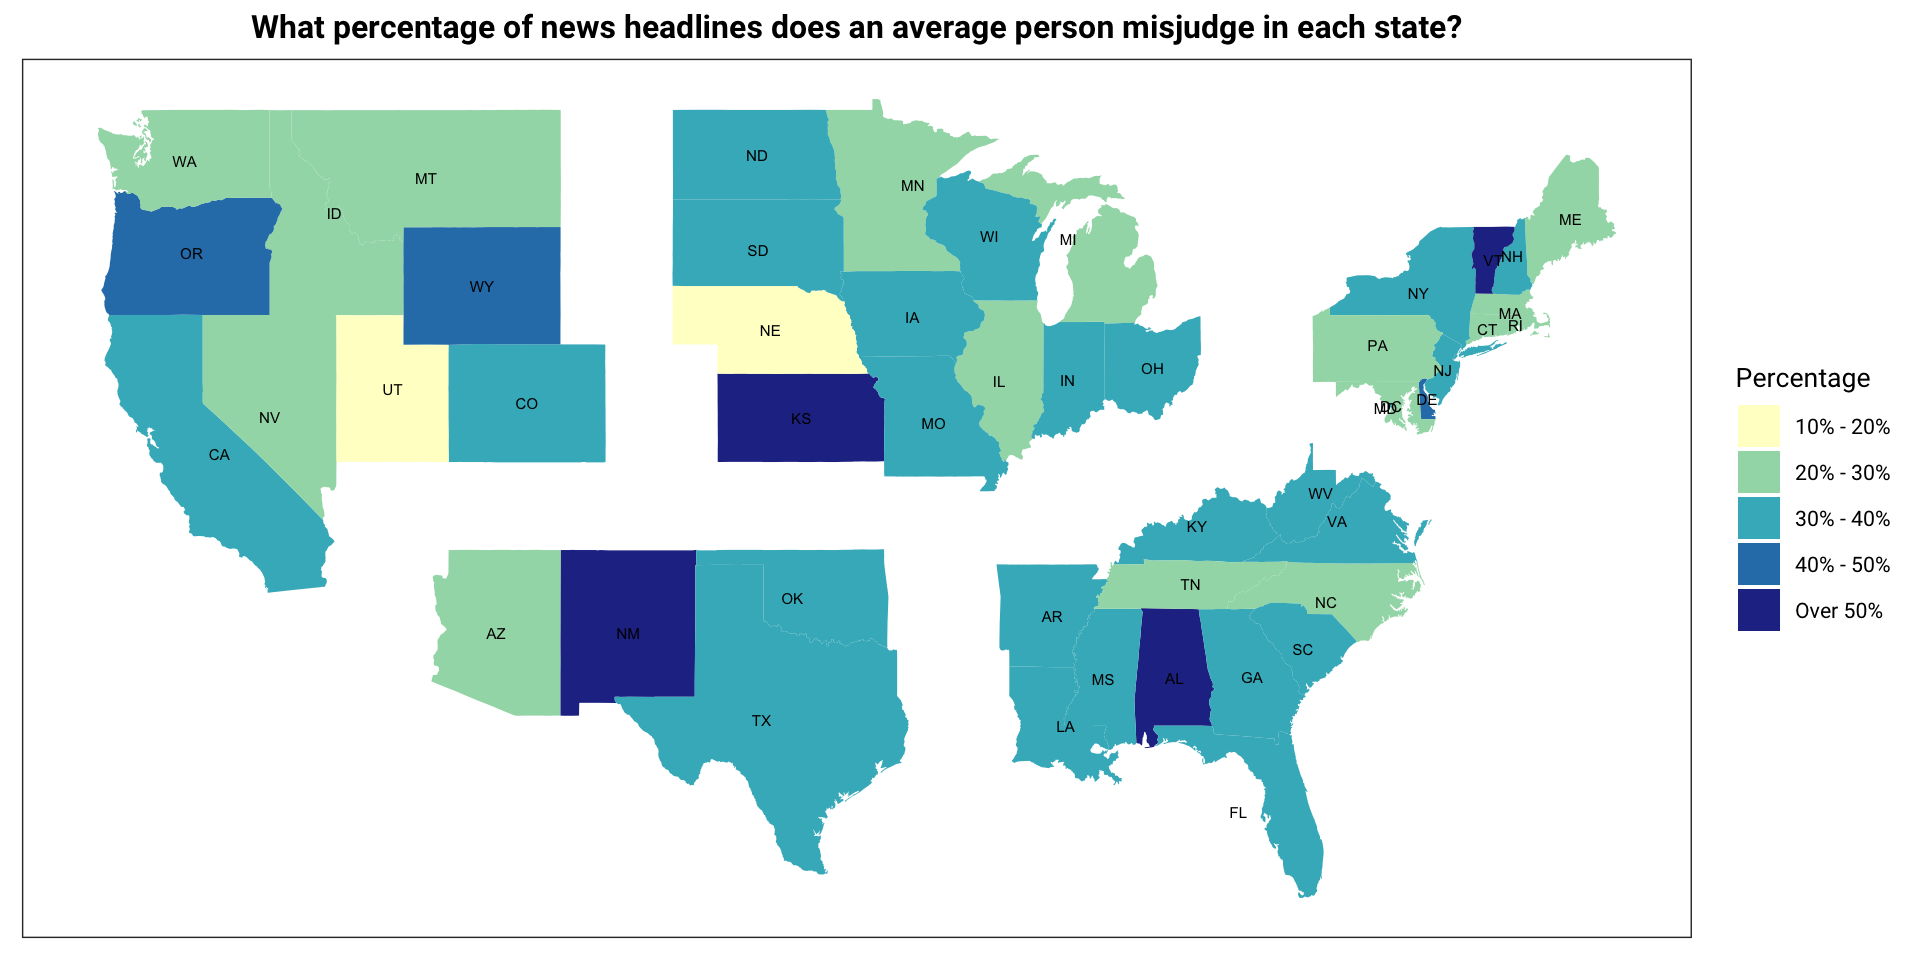 What percentage of news headlines does an average person misjudge in each state?
WA
MT
ID
OR
WY
UT
NV
CO
CA
ND
MN
SD
WI
MI
NE
IA
IL
IN
OH
KS
MO
ME
VT
NH
NY
MA
CT
RI
PA
NJ
DE
MD
DC
AZ
NM
OK
TX
WV
VA
KY
TN
NC
AR
SC
MS
AL
GA
LA
FL
Percentage
10% - 20%
20% - 30%
30% - 40%
40% - 50%
Over 50%